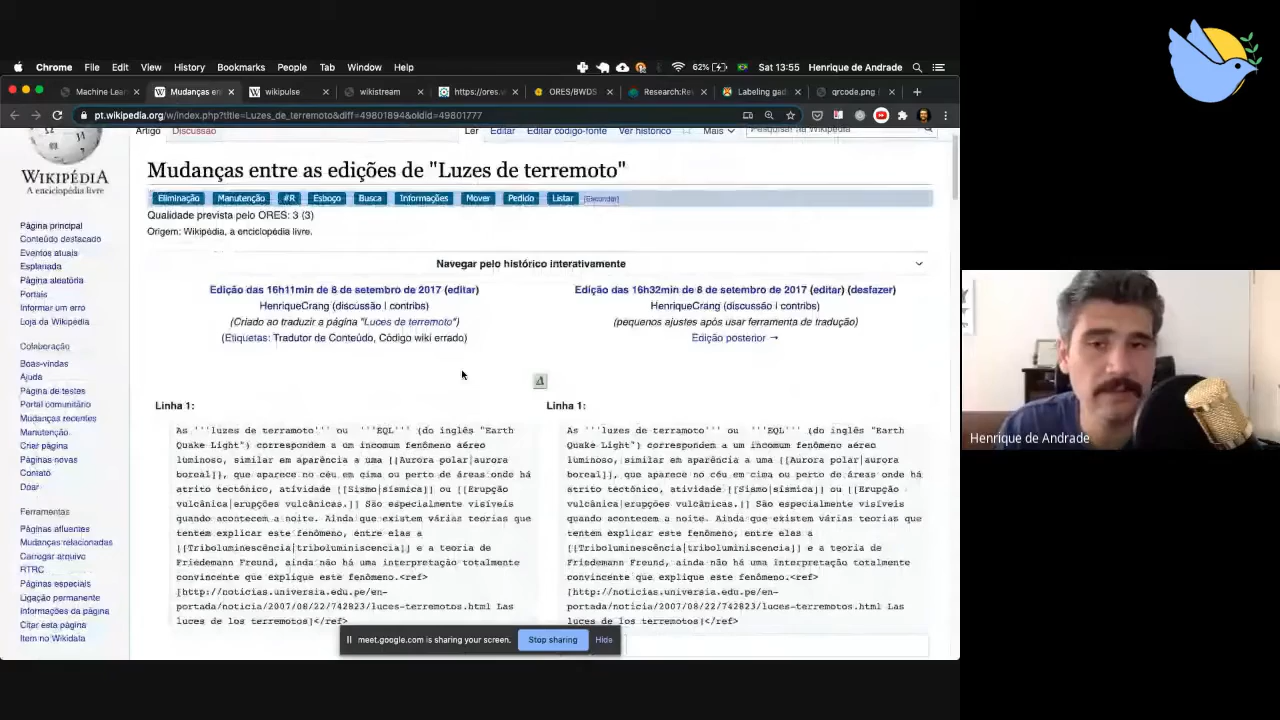 Chrome File Edit View History Bookmarks People Tab Window Help
62% Sat 13:55 Henrique de Andrade
Machine Lear
Mudanças en
wikipulse
wikistream
https://ores.w
ORES/BWDS
Research:Re
Labeling gad
qrcode.png
pt.wikipedia.org/w/index.php?title=Luzes_de_terremoto&diff=49801894&oldid=49801777
Artigo Discussão Ler Editar Editar código-fonte Ver histórico Mais Pesquisar na Wikipédia
WIKIPÉDIA
A enciclopédia livre
Página principal
Conteúdo destacado
Eventos atuais
Esplanada
Página aleatória
Portais
Informar um erro
Loja da Wikipédia
Colaboração
Boas-vindas
Ajuda
Página de testes
Portal comunitário
Mudanças recentes
Manutenção
Criar página
Páginas novas
Contato
Doar
Ferramentas
Páginas afluentes
Mudanças relacionadas
Carregar arquivo
RTRC
Páginas especiais
Ligação permanente
Informações da página
Citar esta página
Item no Wikidata
Mudanças entre as edições de "Luzes de terremoto"
Eliminação Manutenção #R Esboço Busca Informações Mover Pedido Listar [Esconder]
Qualidade prevista pelo ORES: 3 (3)
Origem: Wikipédia, a enciclopédia livre.
Navegar pelo histórico interativamente
Edição das 16h11min de 8 de setembro de 2017 (editar)
HenriqueCrang (discussão | contribs)
(Criado ao traduzir a página "Luces de terremoto")
(Etiquetas: Tradutor de Conteúdo, Código wiki errado)
Edição das 16h32min de 8 de setembro de 2017 (editar) (desfazer)
HenriqueCrang (discussão | contribs)
(pequenos ajustes após usar ferramenta de tradução)
Edição posterior →
Δ
Linha 1:
As '''luzes de terramoto''' ou '''EQL''' (do inglês "Earth
Quake Light") correspondem a um incomum fenômeno aéreo
luminoso, similar em aparência a uma [[Aurora polar|aurora
boreal]], que aparece no céu em cima ou perto de áreas onde há
atrito tectônico, atividade [[Sismo|sísmica]] ou [[Erupção
vulcânica|erupções vulcânicas.]] São especialmente visíveis
quando acontecem a noite. Ainda que existem várias teorias que
tentem explicar este fenômeno, entre elas a
[[Triboluminescência|triboluminiscencia]] e a teoria de
Friedemann Freund, ainda não há uma interpretação totalmente
convincente que explique este fenômeno.<ref>
[http://noticias.universia.edu.pe/en-
portada/noticia/2007/08/22/742823/luces-terremotos.html Las
luces de los terremotos]</ref>
Linha 1:
As '''luzes de terramoto''' ou '''EQL''' (do inglês "Earth
Quake Light") correspondem a um incomum fenômeno aéreo
luminoso, similar em aparência a uma [[Aurora polar|aurora
boreal]], que aparece no céu em cima ou perto de áreas onde há
atrito tectônico, atividade [[Sismo|sísmica]] ou [[Erupção
vulcânica|erupções vulcânicas.]] São especialmente visíveis
quando acontecem a noite. Ainda que existem várias teorias que
tentem explicar este fenômeno, entre elas a
[[Triboluminescência|triboluminiscencia]] e a teoria de
Friedemann Freund, ainda não há uma interpretação totalmente
convincente que explique este fenômeno.<ref>
[http://noticias.universia.edu.pe/en-
portada/noticia/2007/08/22/742823/luces-terremotos.html Las
luces de los terremotos]</ref>
meet.google.com is sharing your screen. Stop sharing Hide
Henrique de Andrade